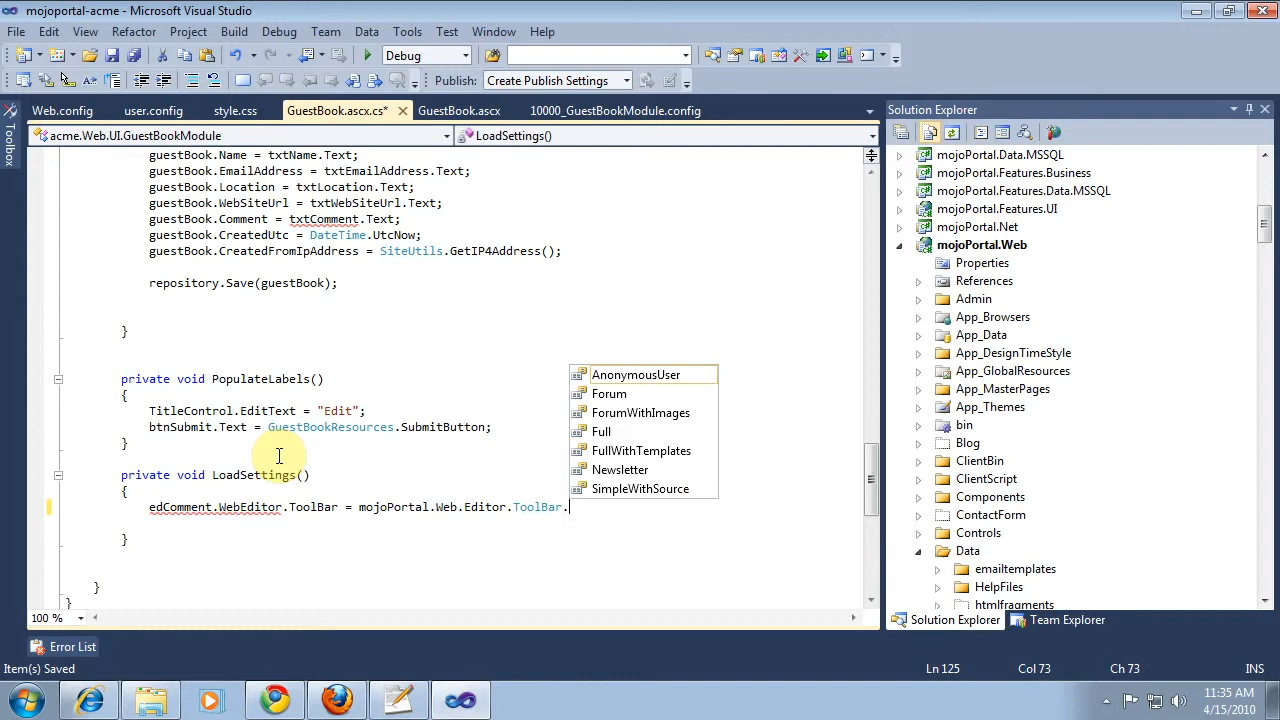 mojoportal-acme - Microsoft Visual Studio
File Edit View Refactor Project Build Debug Team Data Tools Test Window Help
Debug
Publish: Create Publish Settings
Web.config user.config style.css GuestBook.ascx.cs* GuestBook.ascx 10000_GuestBookModule.config
acme.Web.UI.GuestBookModule LoadSettings()
Toolbox
guestBook.Name = txtName.Text;
guestBook.EmailAddress = txtEmailAddress.Text;
guestBook.Location = txtLocation.Text;
guestBook.WebSiteUrl = txtWebSiteUrl.Text;
guestBook.Comment = txtComment.Text;
guestBook.CreatedUtc = DateTime.UtcNow;
guestBook.CreatedFromIpAddress = SiteUtils.GetIP4Address();
repository.Save(guestBook);
}
private void PopulateLabels()
{
TitleControl.EditText = "Edit";
btnSubmit.Text = GuestBookResources.SubmitButton;
}
private void LoadSettings()
{
edComment.WebEditor.ToolBar = mojoPortal.Web.Editor.ToolBar.
}
}
}
AnonymousUser
Forum
ForumWithImages
Full
FullWithTemplates
Newsletter
SimpleWithSource
100 %
Solution Explorer
mojoPortal.Data.MSSQL
mojoPortal.Features.Business
mojoPortal.Features.Data.MSSQL
mojoPortal.Features.UI
mojoPortal.Net
mojoPortal.Web
Properties
References
Admin
App_Browsers
App_Data
App_DesignTimeStyle
App_GlobalResources
App_MasterPages
App_Themes
bin
Blog
ClientBin
ClientScript
Components
ContactForm
Controls
Data
emailtemplates
HelpFiles
htmlfragments
Solution Explorer Team Explorer
Error List
Item(s) Saved Ln 125 Col 73 Ch 73 INS
11:35 AM
4/15/2010